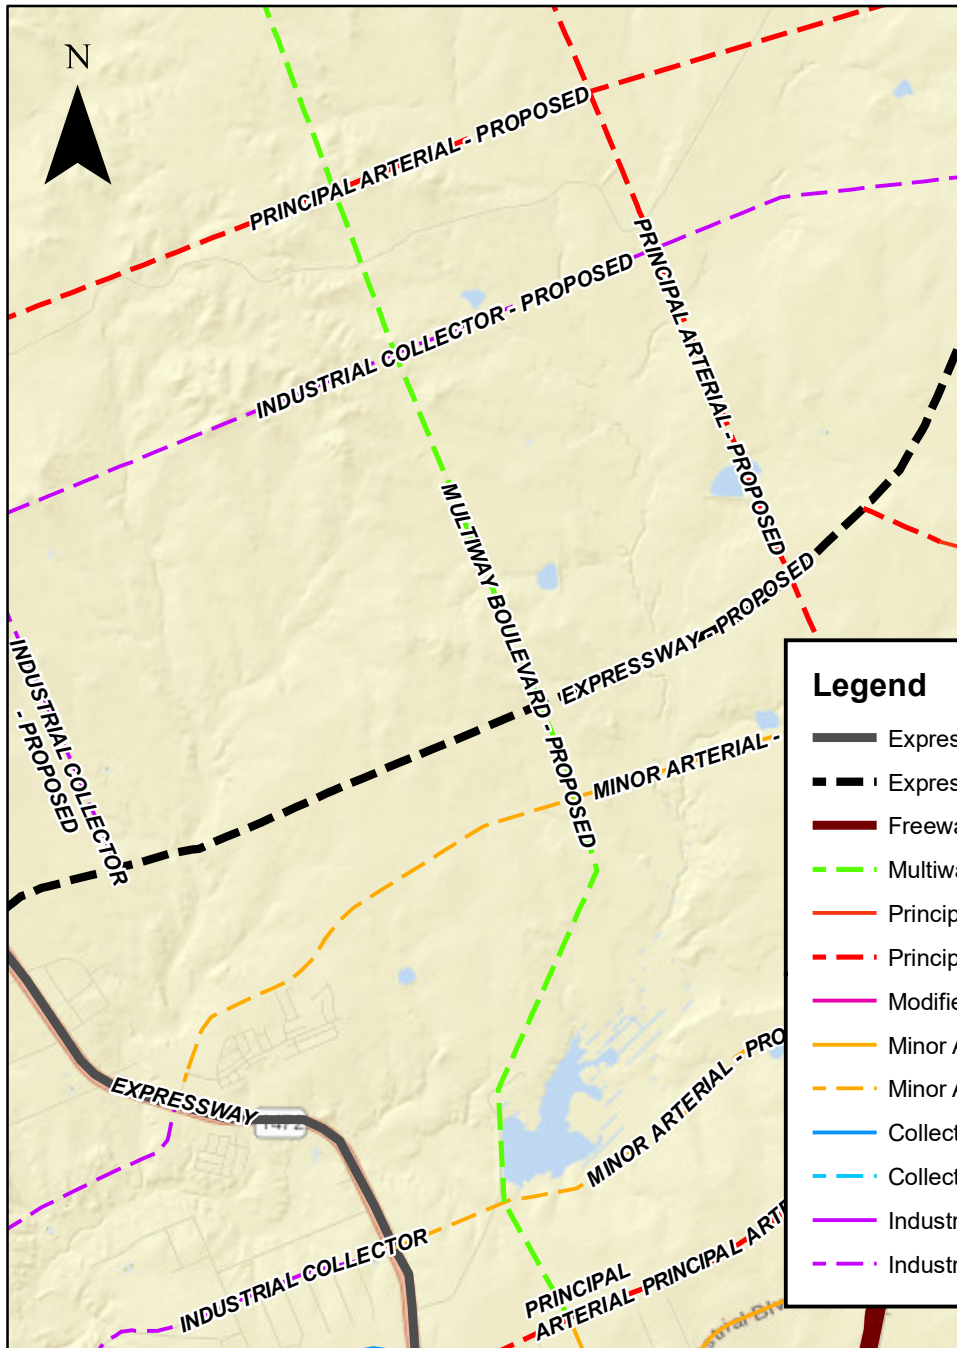 N
PRINCIPAL ARTERIAL - PROPOSED
INDUSTRIAL COLLECTOR - PROPOSED
PRINCIPAL ARTERIAL - PROPOSED
MULTIWAY BOULEVARD - PROPOSED
EXPRESSWAY - PROPOSED
INDUSTRIAL COLLECTOR
- PROPOSED
MINOR ARTERIAL -
Legend
Expres
Expres
Freewa
Multiwa
Princip
Princip
Modifie
Minor A
Minor A
Collect
Collect
Industr
Industr
EXPRESSWAY
1472
MINOR ARTERIAL - PRO
INDUSTRIAL COLLECTOR
PRINCIPAL
ARTERIAL
PRINCIPAL ARTE